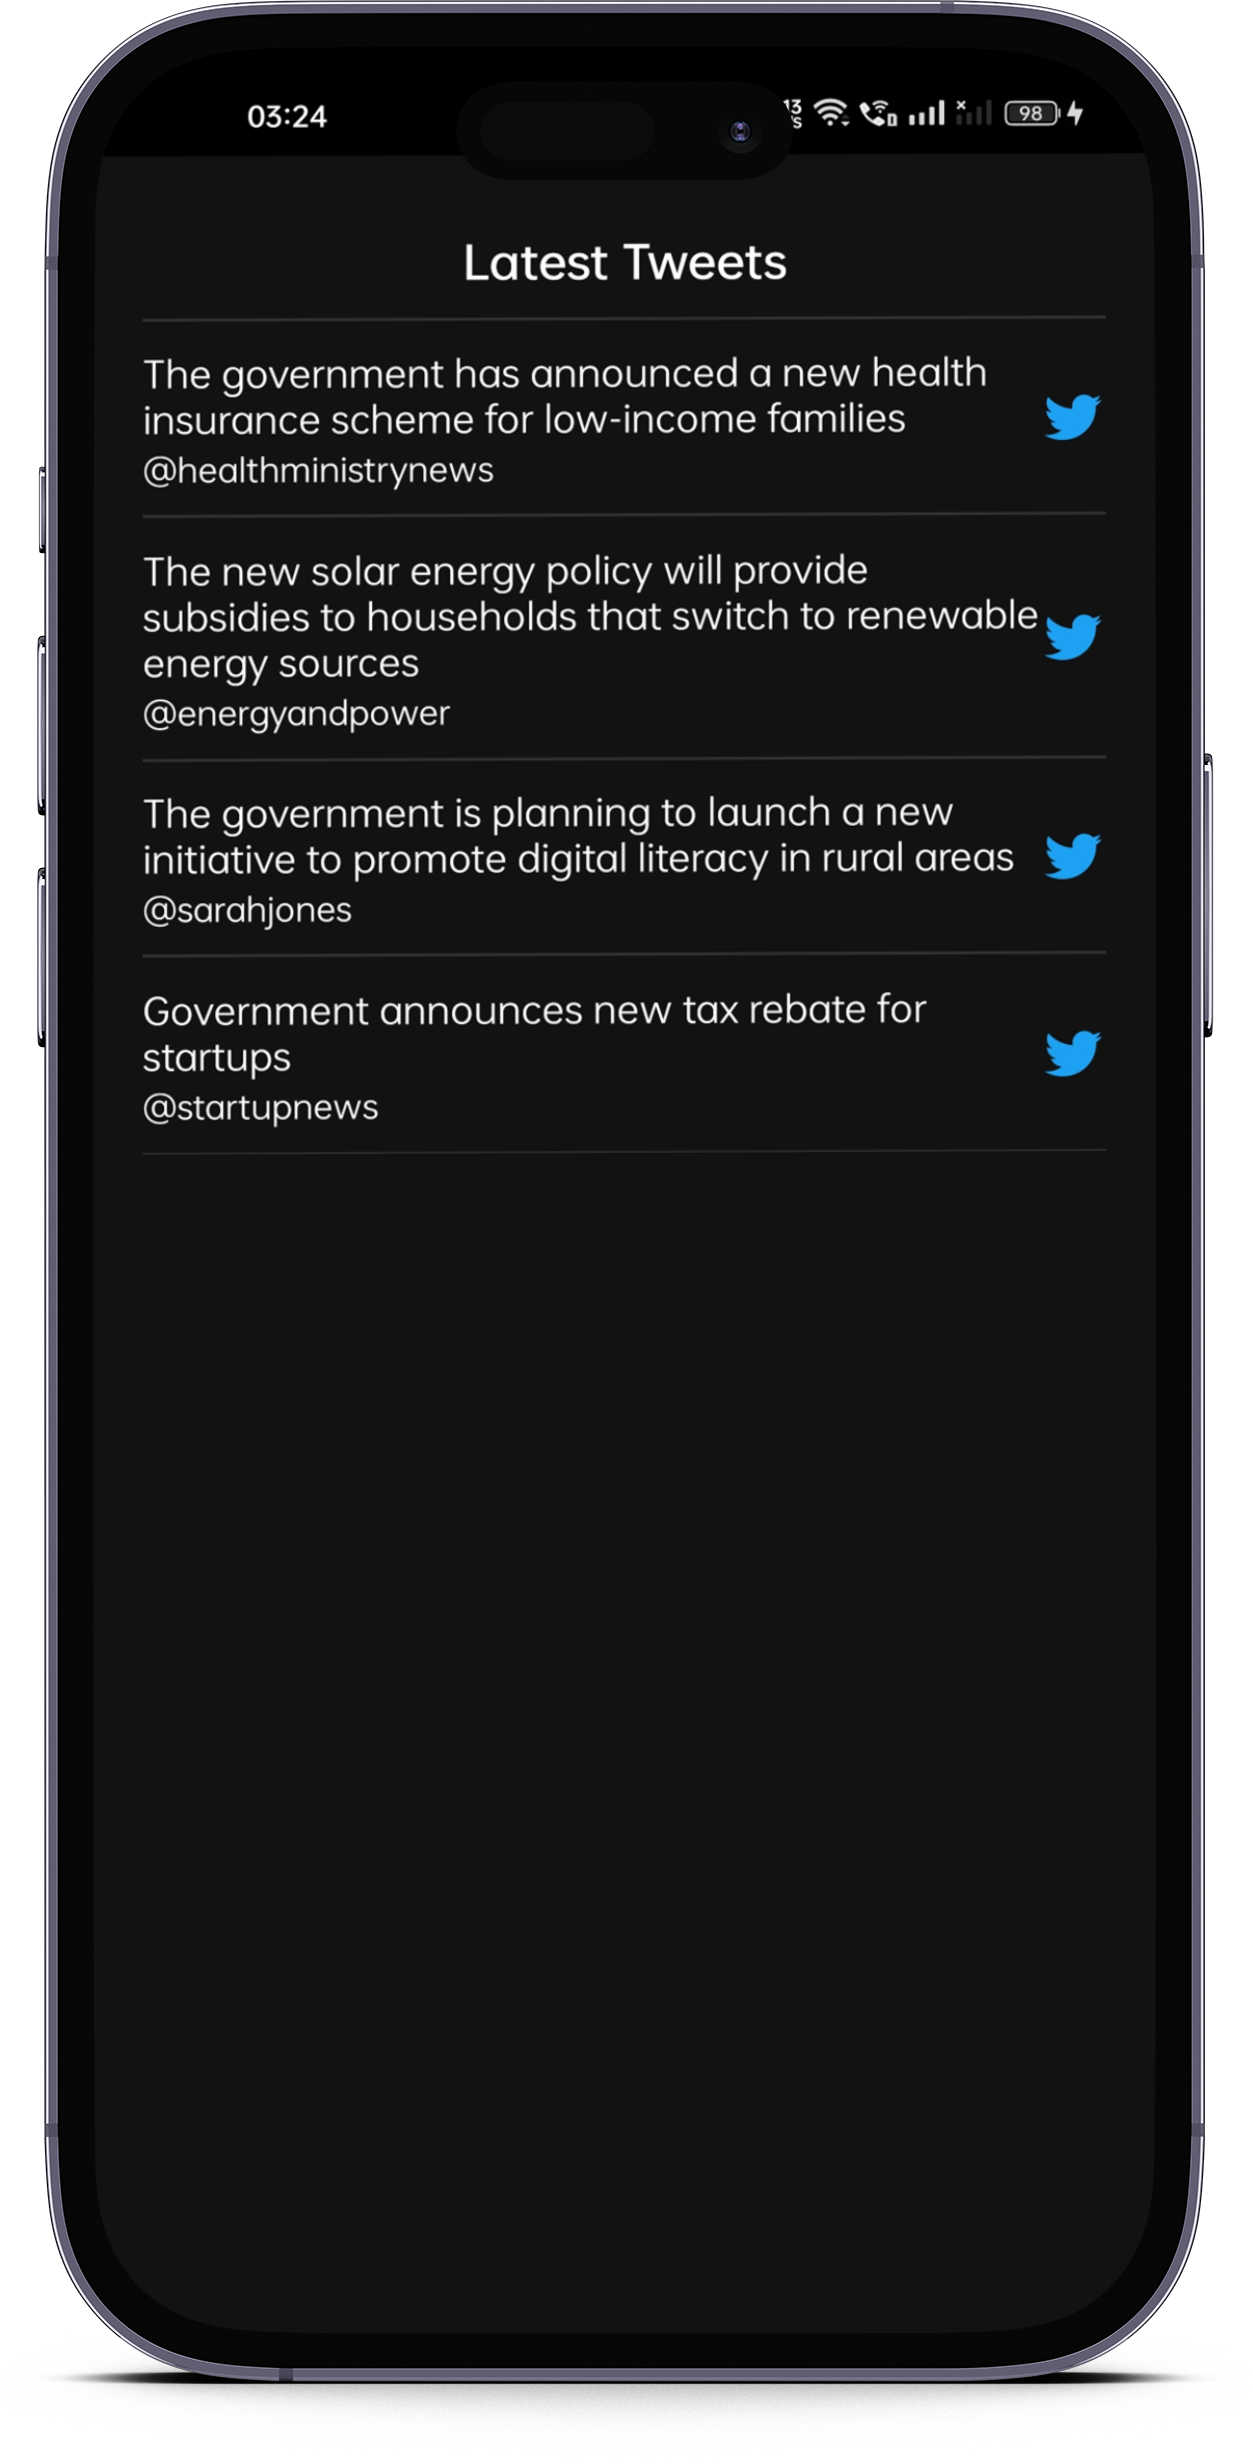 03:24
98
Latest Tweets
The government has announced a new health
insurance scheme for low-income families
@healthministrynews
The new solar energy policy will provide
subsidies to households that switch to renewable
energy sources
@energyandpower
The government is planning to launch a new
initiative to promote digital literacy in rural areas
@sarahjones
Government announces new tax rebate for
startups
@startupnews